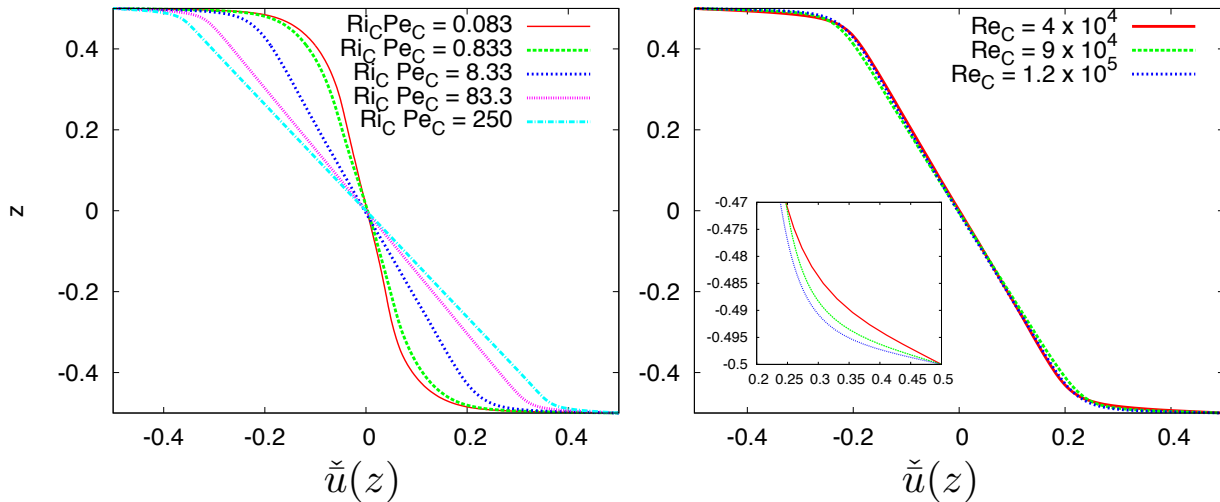 Ri_C Pe_C = 0.083
Ri_C Pe_C = 0.833
Ri_C Pe_C = 8.33
Ri_C Pe_C = 83.3
Ri_C Pe_C = 250
0.4
0.2
0
-0.2
-0.4
z
-0.4 -0.2 0 0.2 0.4
\check{\bar{u}}(z)
Re_C = 4 x 10^4
Re_C = 9 x 10^4
Re_C = 1.2 x 10^5
0.4
0.2
0
-0.2
-0.4
-0.47
-0.475
-0.48
-0.485
-0.49
-0.495
-0.5
0.2 0.25 0.3 0.35 0.4 0.45 0.5
-0.4 -0.2 0 0.2 0.4
\check{\bar{u}}(z)